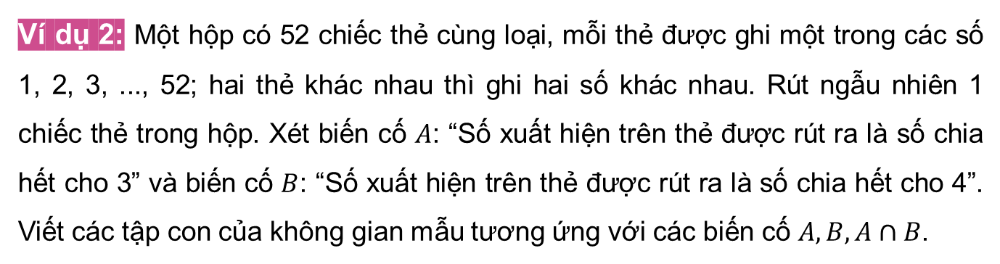 Ví dụ 2: Một hộp có 52 chiếc thẻ cùng loại, mỗi thẻ được ghi một trong các số
1, 2, 3, ..., 52; hai thẻ khác nhau thì ghi hai số khác nhau. Rút ngẫu nhiên 1
chiếc thẻ trong hộp. Xét biến cố A: “Số xuất hiện trên thẻ được rút ra là số chia
hết cho 3” và biến cố B: “Số xuất hiện trên thẻ được rút ra là số chia hết cho 4”.
Viết các tập con của không gian mẫu tương ứng với các biến cố A, B, A ∩ B.